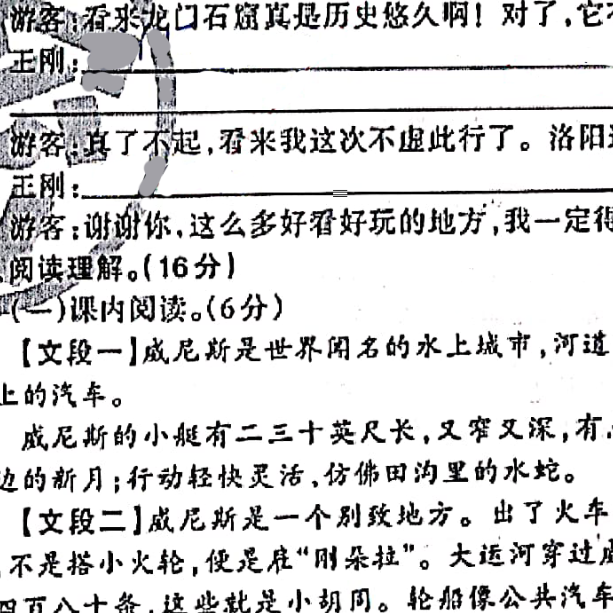 游客:看来龙门石窟真是历史悠久啊!对了,它
王刚:
游客:真了不起,看来我这次不虚此行了。洛阳
王刚:
游客:谢谢你,这么多好看好玩的地方,我一定得
阅读理解。(16分)
(一)课内阅读。(6分)
【文段一】威尼斯是世界闻名的水上城市,河道
上的汽车。
威尼斯的小艇有二三十英尺长,又窄又深,有
边的新月;行动轻快灵活,仿佛田沟里的水蛇。
【文段二】威尼斯是一个别致地方。出了火车
不是搭小火轮,便是雇“刚朵拉”。大运河穿过威
四百八十条,这些就是小胡同。轮船像公共汽车